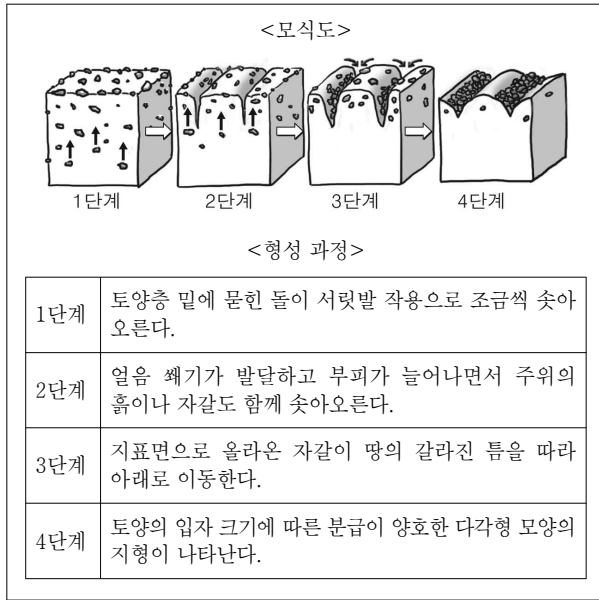 <모식도>
1단계 2단계 3단계 4단계
<형성 과정>
1단계 토양층 밑에 묻힌 돌이 서릿발 작용으로 조금씩 솟아
오른다.
2단계 얼음 쐐기가 발달하고 부피가 늘어나면서 주위의
흙이나 자갈도 함께 솟아오른다.
3단계 지표면으로 올라온 자갈이 땅의 갈라진 틈을 따라
아래로 이동한다.
4단계 토양의 입자 크기에 따른 분급이 양호한 다각형 모양의
지형이 나타난다.